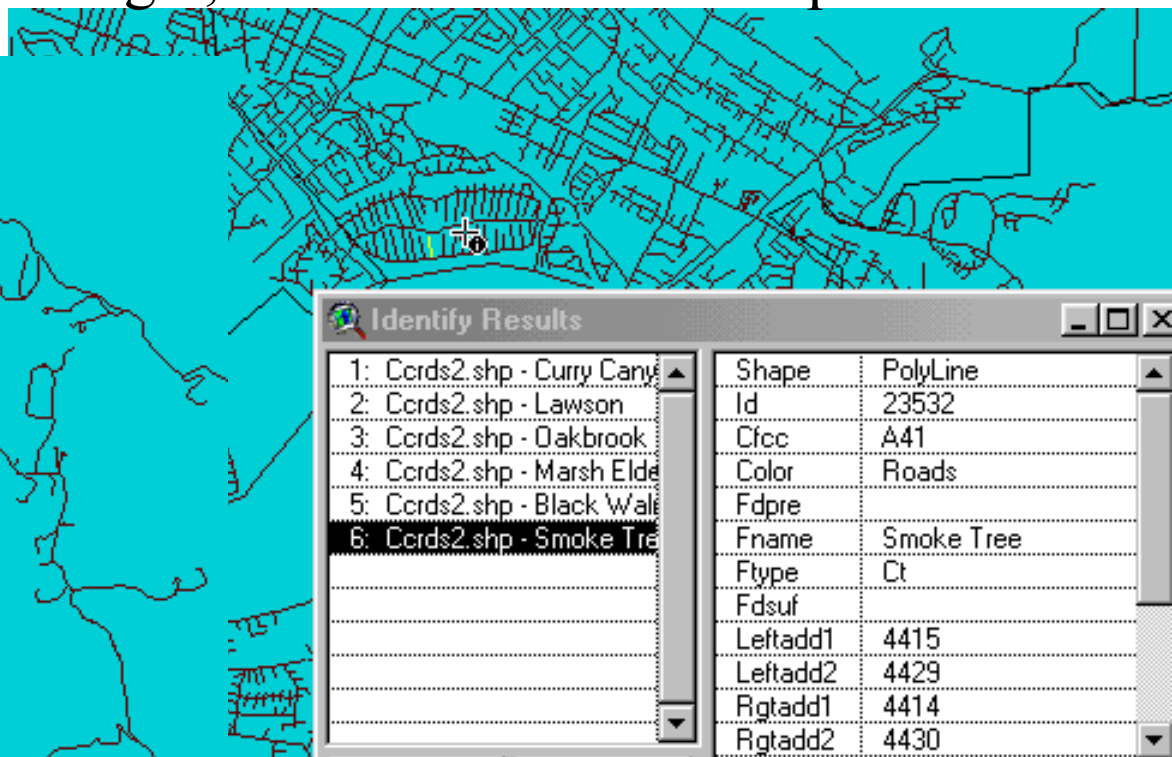 Identify Results
1: Ccrds2.shp - Curry Cany
2: Ccrds2.shp - Lawson
3: Ccrds2.shp - Oakbrook
4: Ccrds2.shp - Marsh Elde
5: Ccrds2.shp - Black Wal
6: Ccrds2.shp - Smoke Tre
Shape PolyLine
Id 23532
Cfcc A41
Color Roads
Fdpre
Fname Smoke Tree
Ftype Ct
Fdsuf
Leftadd1 4415
Leftadd2 4429
Rgtadd1 4414
Rgtadd2 4430